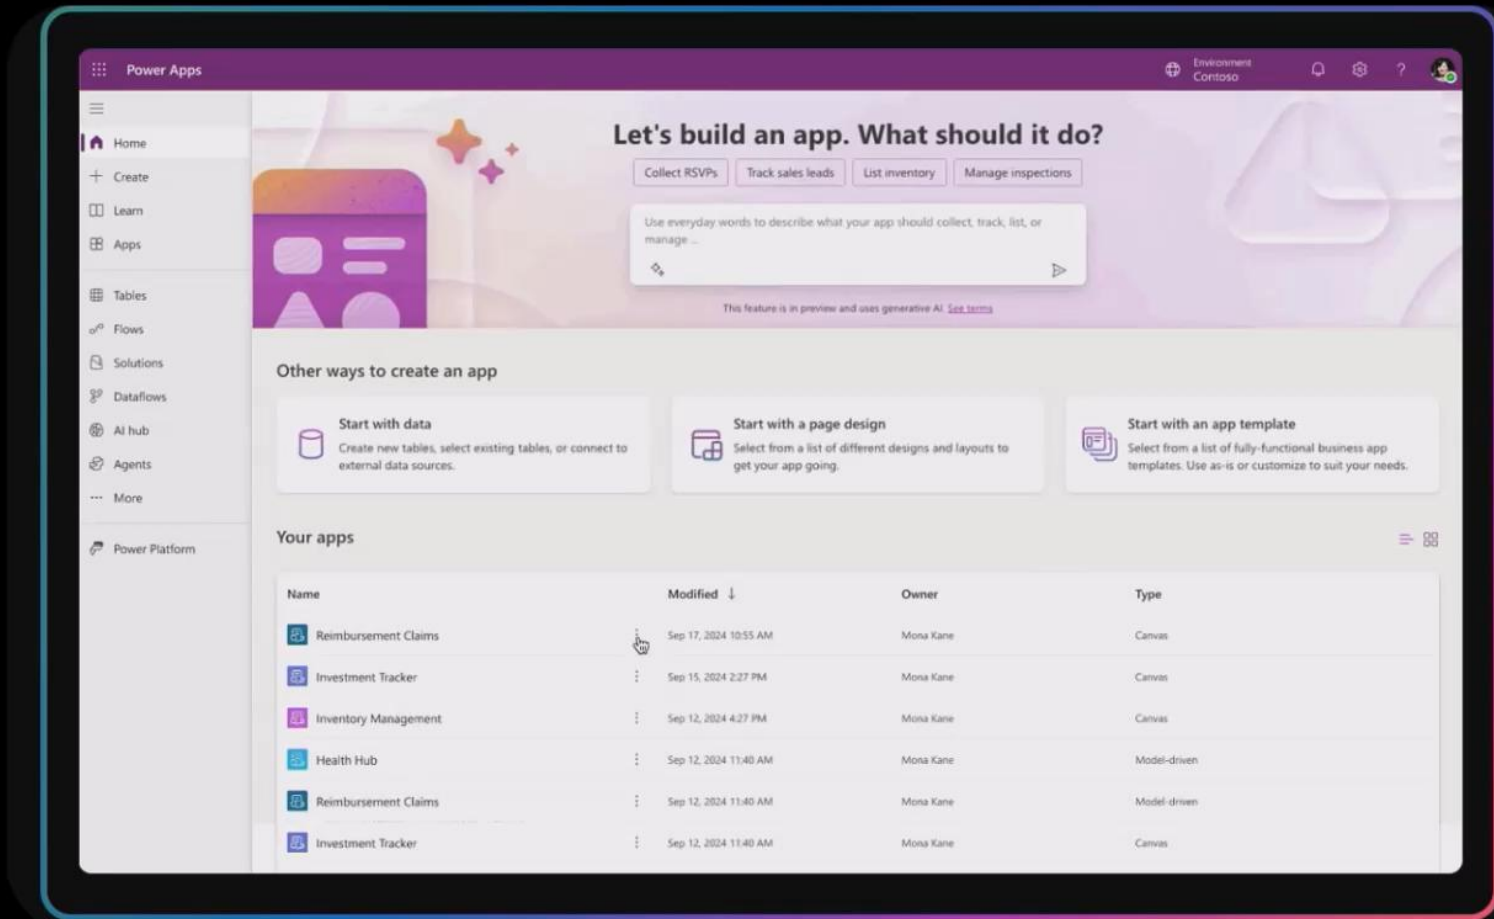 Power Apps
Environment
Contoso
?
Home
Create
Learn
Apps
Tables
Flows
Solutions
Dataflows
AI hub
Agents
More
Power Platform
Let's build an app. What should it do?
Collect RSVPs Track sales leads List inventory Manage inspections
Use everyday words to describe what your app should collect, track, list, or
manage ...
This feature is in preview and uses generative AI. See terms
Other ways to create an app
Start with data
Create new tables, select existing tables, or connect to
external data sources.
Start with a page design
Select from a list of different designs and layouts to
get your app going.
Start with an app template
Select from a list of fully-functional business app
templates. Use as-is or customize to suit your needs.
Your apps
Name Modified ↓ Owner Type
Reimbursement Claims Sep 17, 2024 10:55 AM Mona Kane Canvas
Investment Tracker Sep 15, 2024 2:27 PM Mona Kane Canvas
Inventory Management Sep 12, 2024 4:27 PM Mona Kane Canvas
Health Hub Sep 12, 2024 11:40 AM Mona Kane Model-driven
Reimbursement Claims Sep 12, 2024 11:40 AM Mona Kane Model-driven
Investment Tracker Sep 12, 2024 11:40 AM Mona Kane Canvas